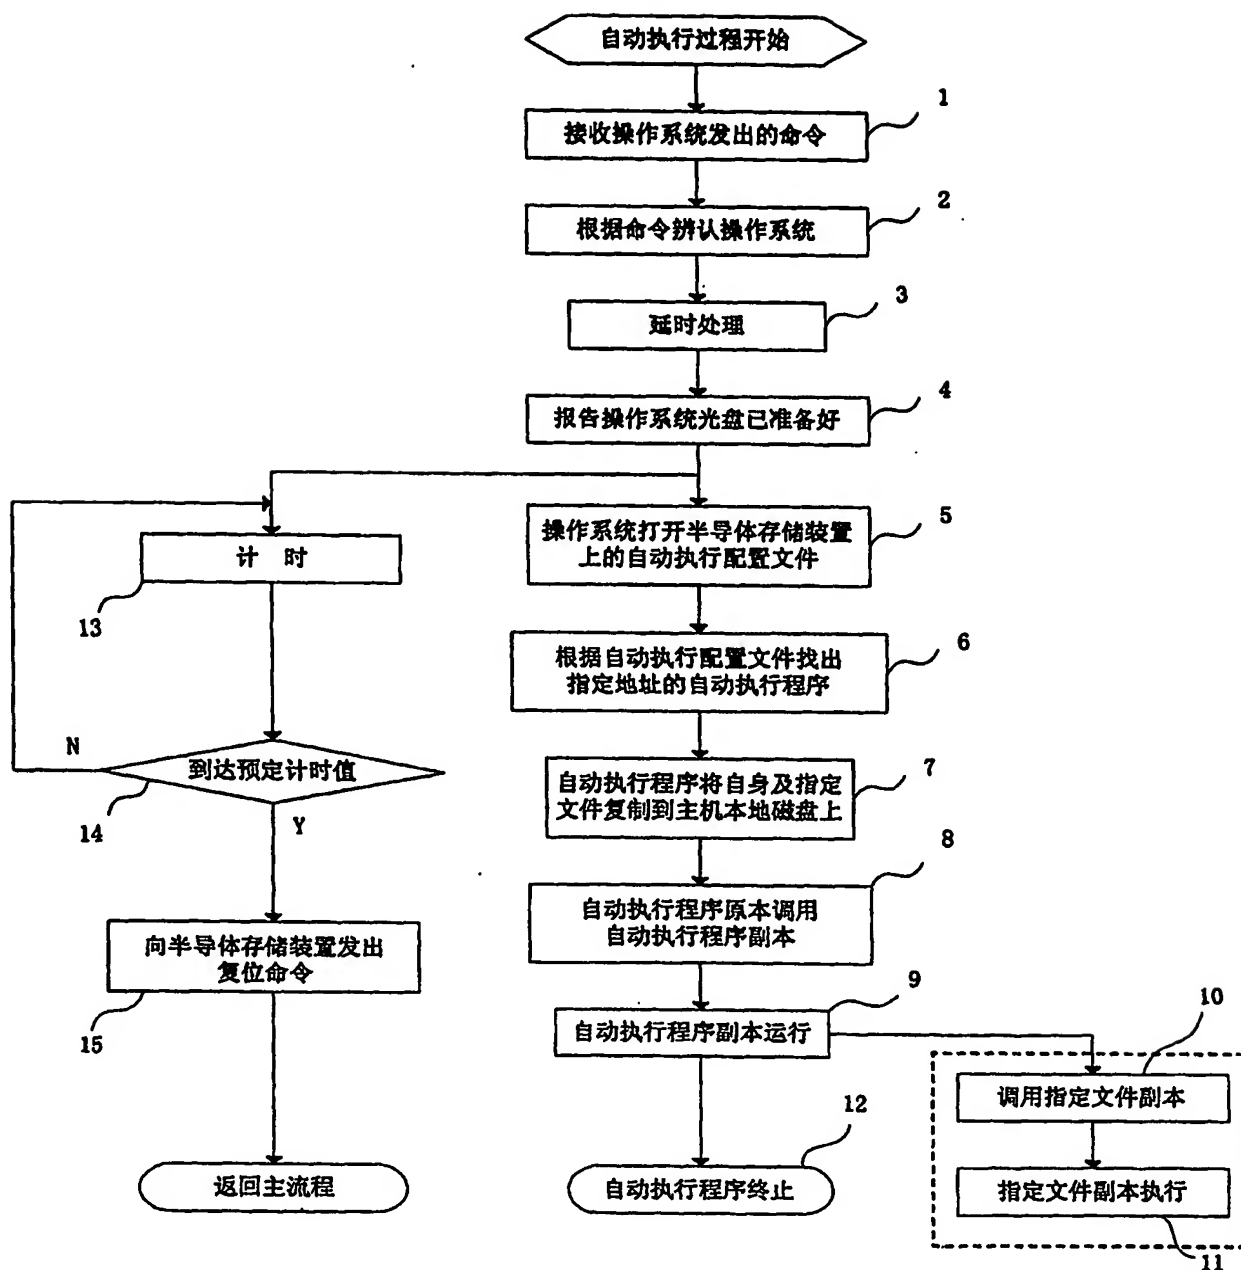 自动执行过程开始
1
接收操作系统发出的命令
2
根据命令辨认操作系统
3
延时处理
4
报告操作系统光盘已准备好
5
操作系统打开半导体存储装置
上的自动执行配置文件
计 时
13
6
根据自动执行配置文件找出
指定地址的自动执行程序
N
到达预定计时值
14
Y
7
自动执行程序将自身及指定
文件复制到主机本地磁盘上
8
自动执行程序原本调用
自动执行程序副本
向半导体存储装置发出
复位命令
15
9
自动执行程序副本运行
10
调用指定文件副本
12
返回主流程
自动执行程序终止
指定文件副本执行
11